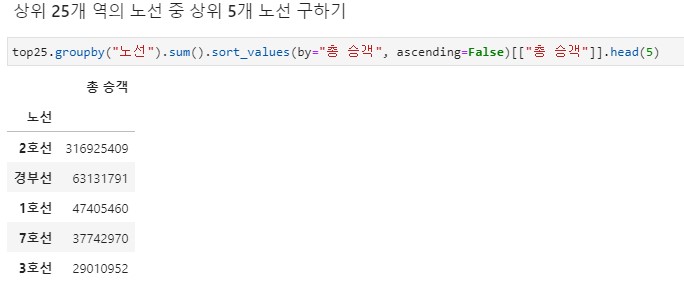 상위 25개 역의 노선 중 상위 5개 노선 구하기
top25.groupby("노선").sum().sort_values(by="총 승객", ascending=False)[["총 승객"]].head(5)
총 승객
노선
2호선 316925409
경부선 63131791
1호선 47405460
7호선 37742970
3호선 29010952